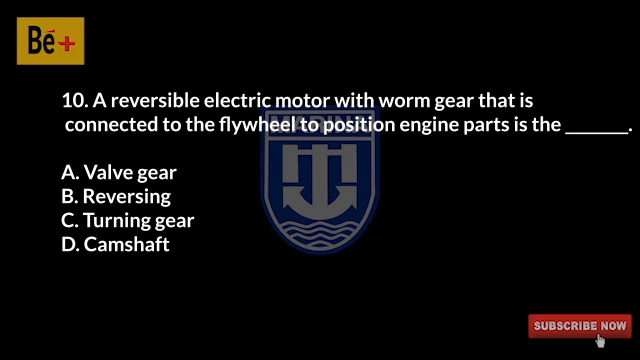 Bé+
10. A reversible electric motor with worm gear that is
connected to the flywheel to position engine parts is the ______.
MARINA
A. Valve gear
B. Reversing
C. Turning gear
D. Camshaft
SUBSCRIBE NOW